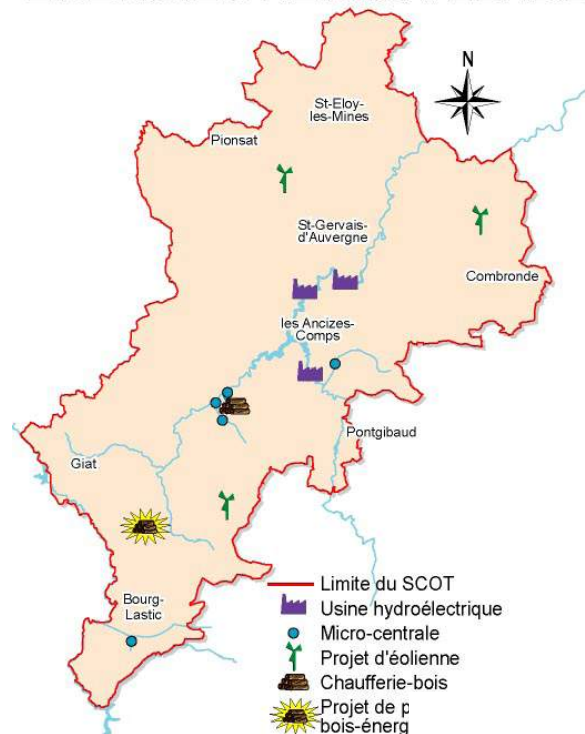 N
St-Eloy-
les-Mines
Pionsat
St-Gervais-
d'Auvergne
Combronde
les Ancizes-
Comps
Pontgibaud
Giat
Bourg-
Lastic
Limite du SCOT
Usine hydroélectrique
Micro-centrale
Projet d'éolienne
Chaufferie-bois
Projet de p
bois-énerg